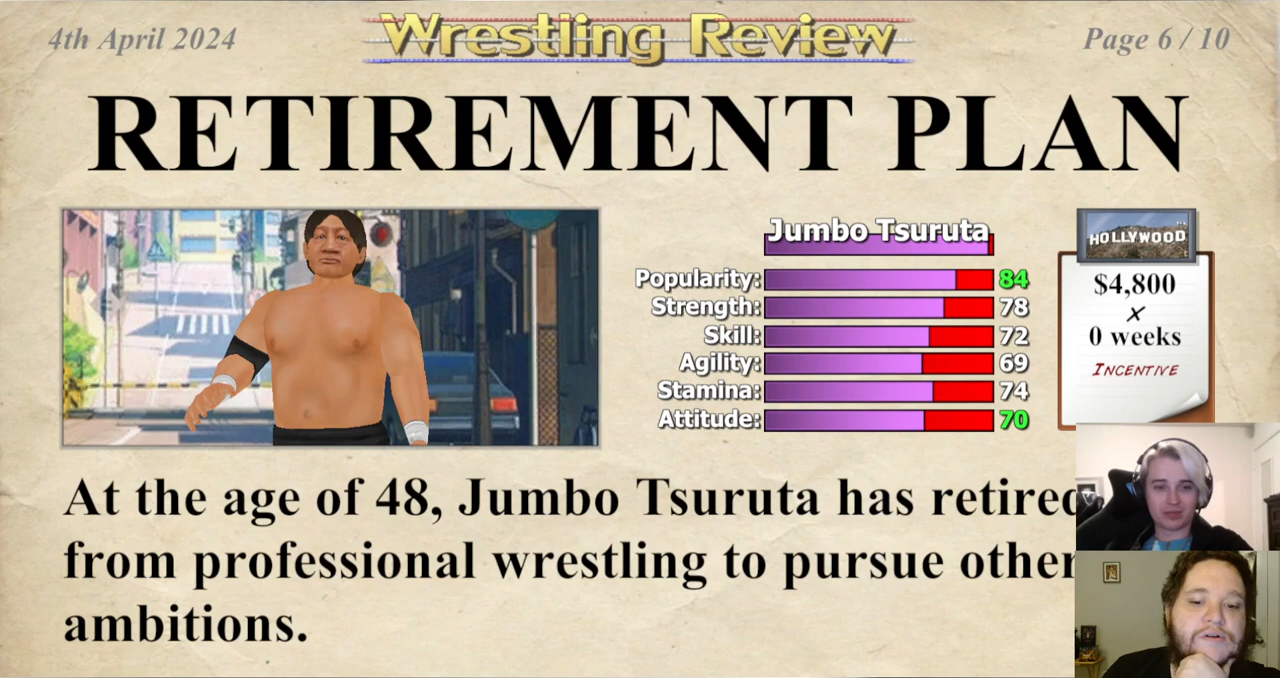 4th April 2024
Wrestling Review
Page 6 / 10
RETIREMENT PLAN
Jumbo Tsuruta
Popularity: 84
Strength: 78
Skill: 72
Agility: 69
Stamina: 74
Attitude: 70
HOLLYWOOD
$4,800
x
0 weeks
INCENTIVE
At the age of 48, Jumbo Tsuruta has retired
from professional wrestling to pursue other
ambitions.